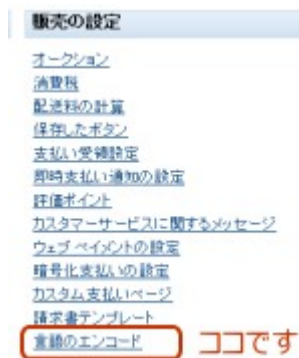 販売の設定
オークション
消費税
配送料の計算
保存したボタン
支払い受領設定
即時支払い通知の設定
評価ポイント
カスタマーサービスに関するメッセージ
ウェブ ペイメントの設定
暗号化支払いの設定
カスタム支払いページ
請求書テンプレート
言語のエンコード ココです